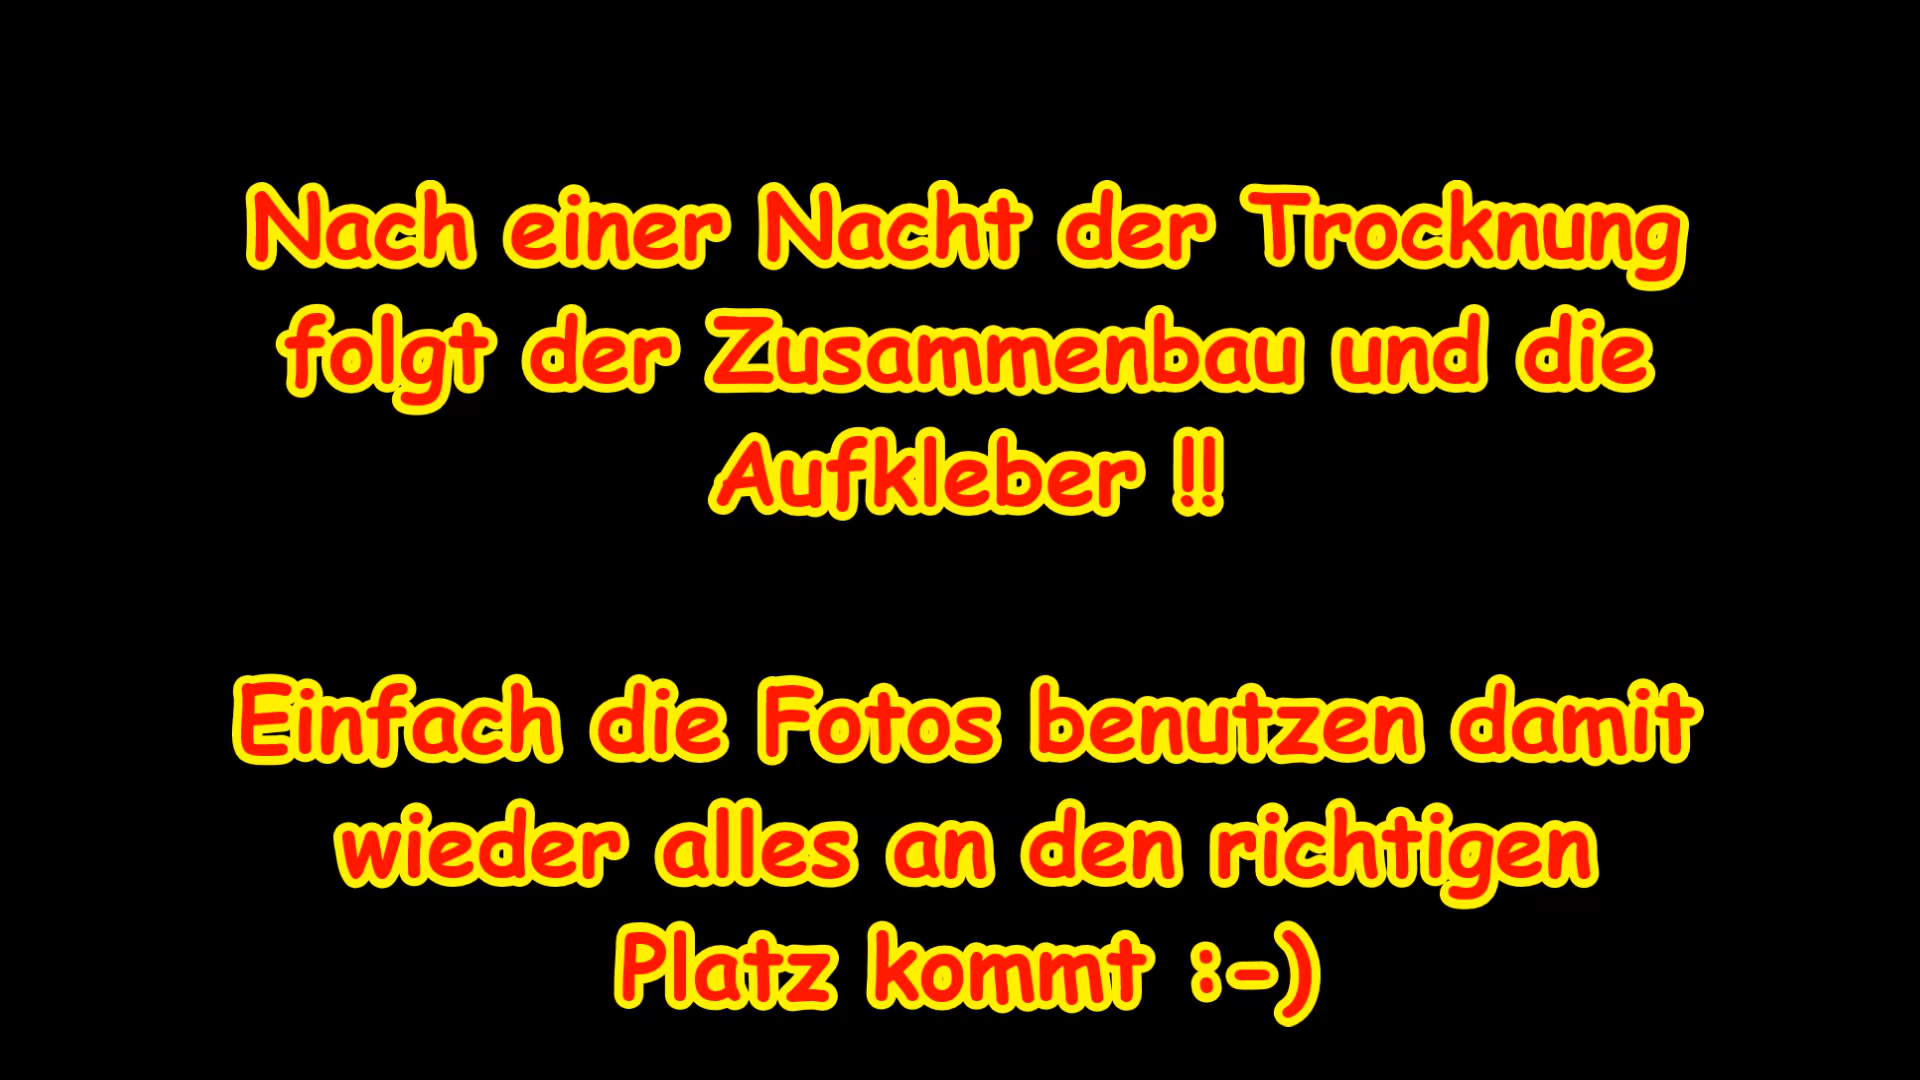 Nach einer Nacht der Trocknung
folgt der Zusammenbau und die
Aufkleber !!
Einfach die Fotos benutzen damit
wieder alles an den richtigen
Platz kommt :-)